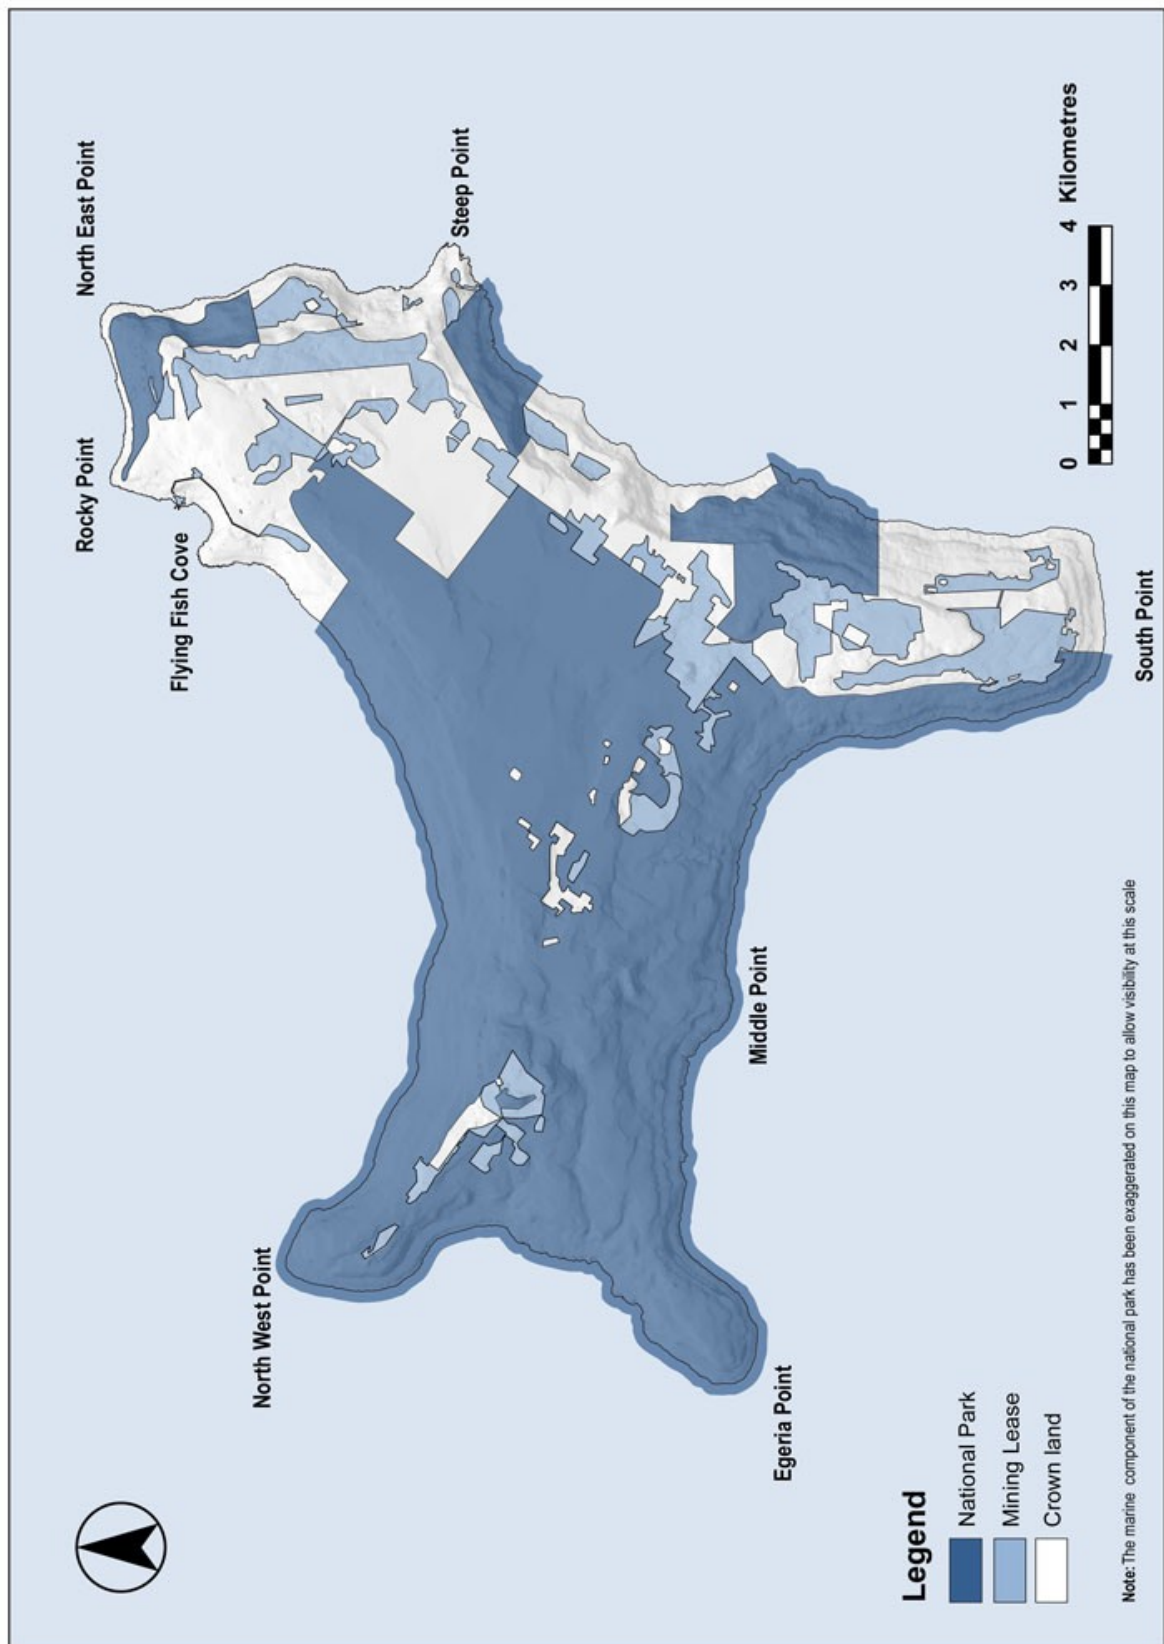 North East Point
Rocky Point
Steep Point
Flying Fish Cove
North West Point
Middle Point
Egeria Point
South Point
0 1 2 3 4 Kilometres
Legend
National Park
Mining Lease
Crown land
Note: The marine component of the national park has been exaggerated on this map to allow visibility at this scale